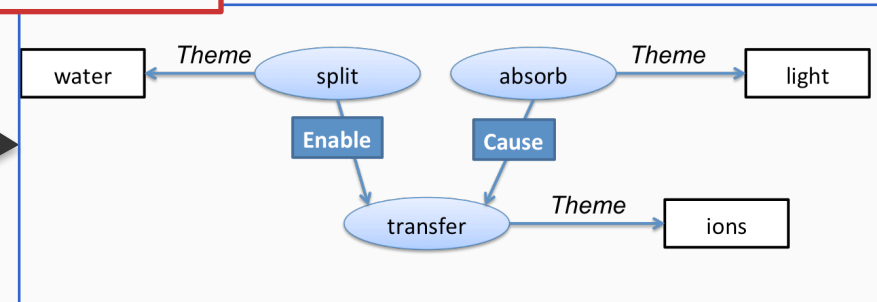 Theme
Theme
water
split
absorb
light
Enable
Cause
Theme
transfer
ions